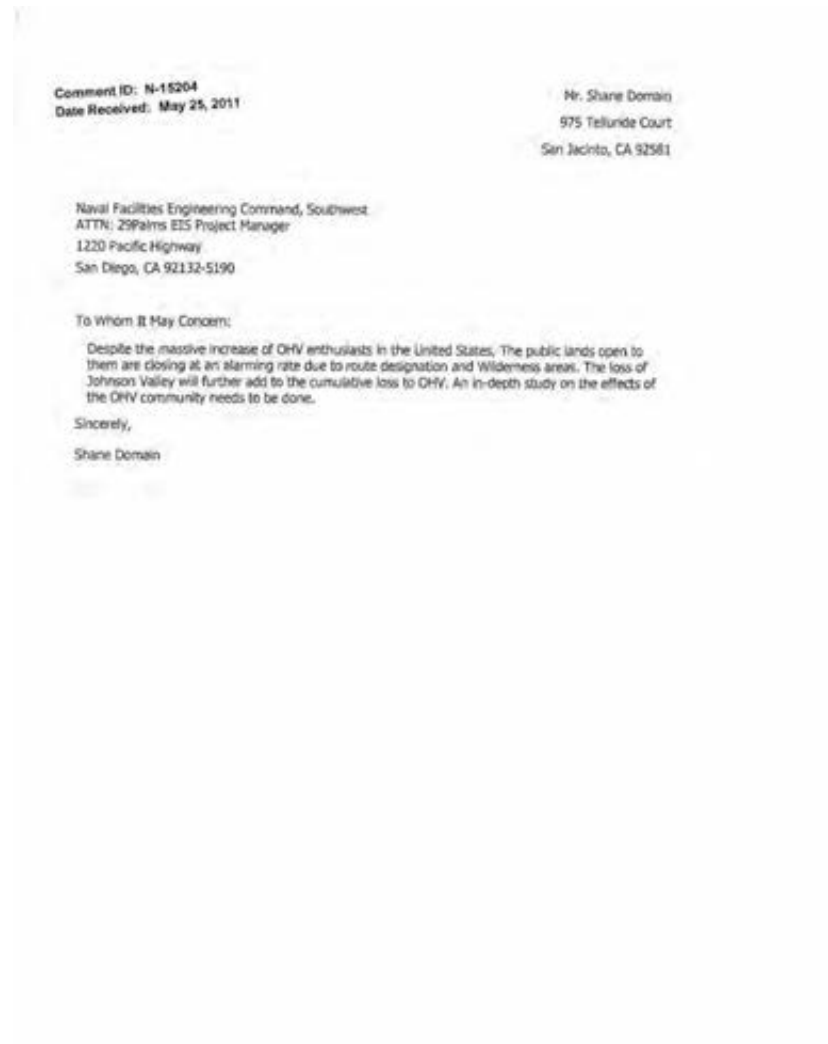 Comment ID: N-15204
Date Received: May 25, 2011
Mr. Shane Domain
975 Telluride Court
San Jacinto, CA 92581
Naval Facilities Engineering Command, Southwest
ATTN: 29Palms EIS Project Manager
1220 Pacific Highway
San Diego, CA 92132-5190
To Whom It May Concern:
Despite the massive increase of OHV enthusiasts in the United States, The public lands open to
them are closing at an alarming rate due to route designation and Wilderness areas. The loss of
Johnson Valley will further add to the cumulative loss to OHV. An in-depth study on the effects of
the OHV community needs to be done.
Sincerely,
Shane Domain